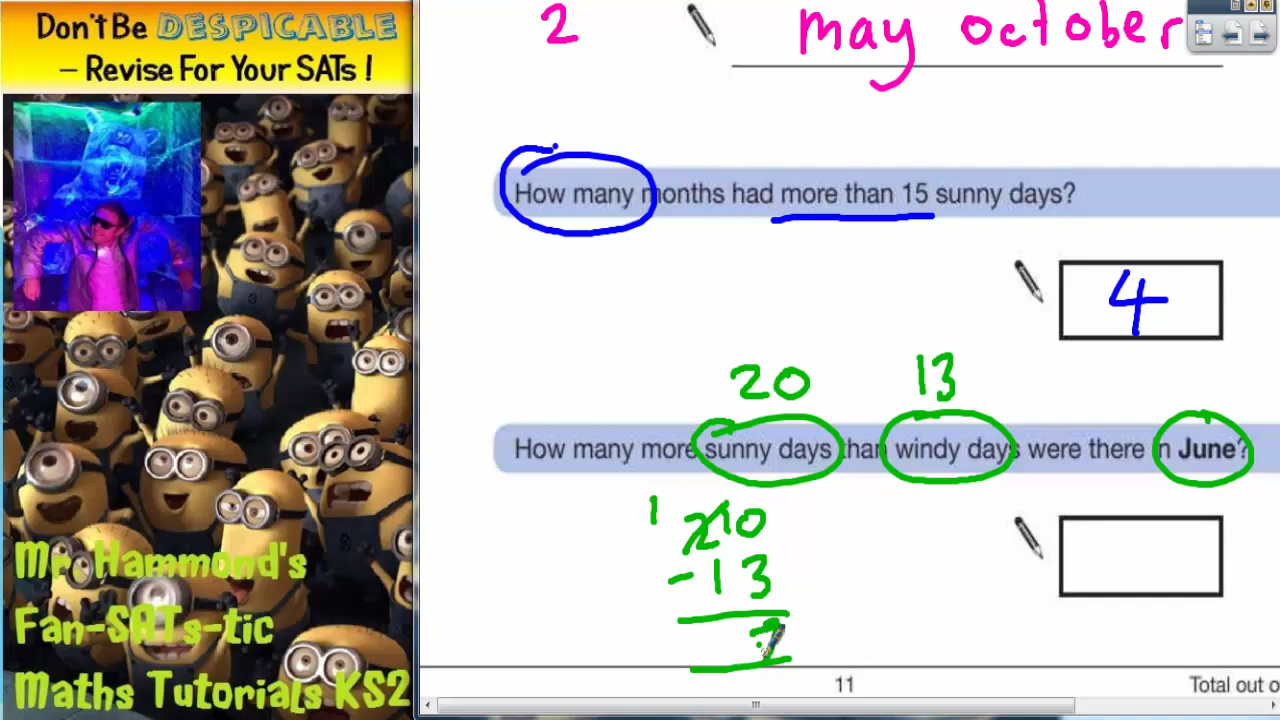 Don't Be DESPICABLE
– Revise For Your SATs !
2
may october
How many months had more than 15 sunny days?
4
20
13
How many more sunny days than windy days were there in June?
1
210
-13
7
11
Total out o
Mr. Hammond's
Fan-SATs-tic
Maths Tutorials KS2